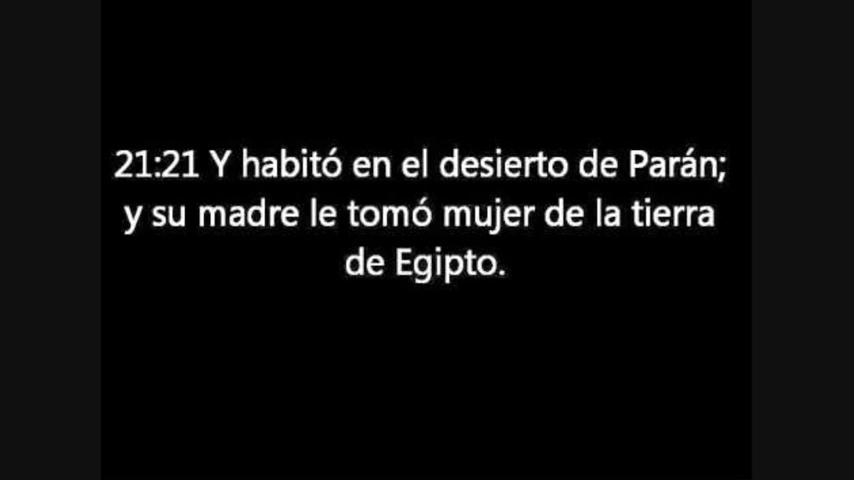 21:21 Y habitó en el desierto de Parán;
y su madre le tomó mujer de la tierra
de Egipto.